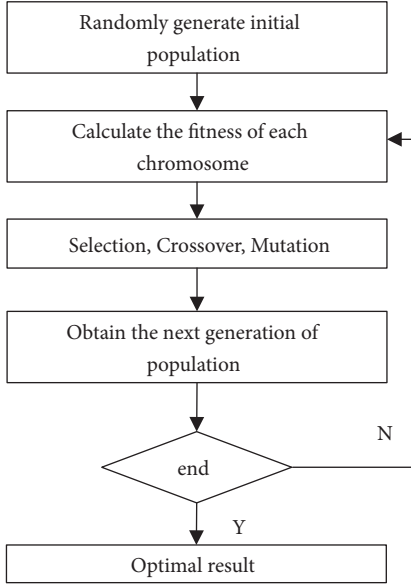 Randomly generate initial
population
Calculate the fitness of each
chromosome
Selection, Crossover, Mutation
Obtain the next generation of
population
end
N
Y
Optimal result